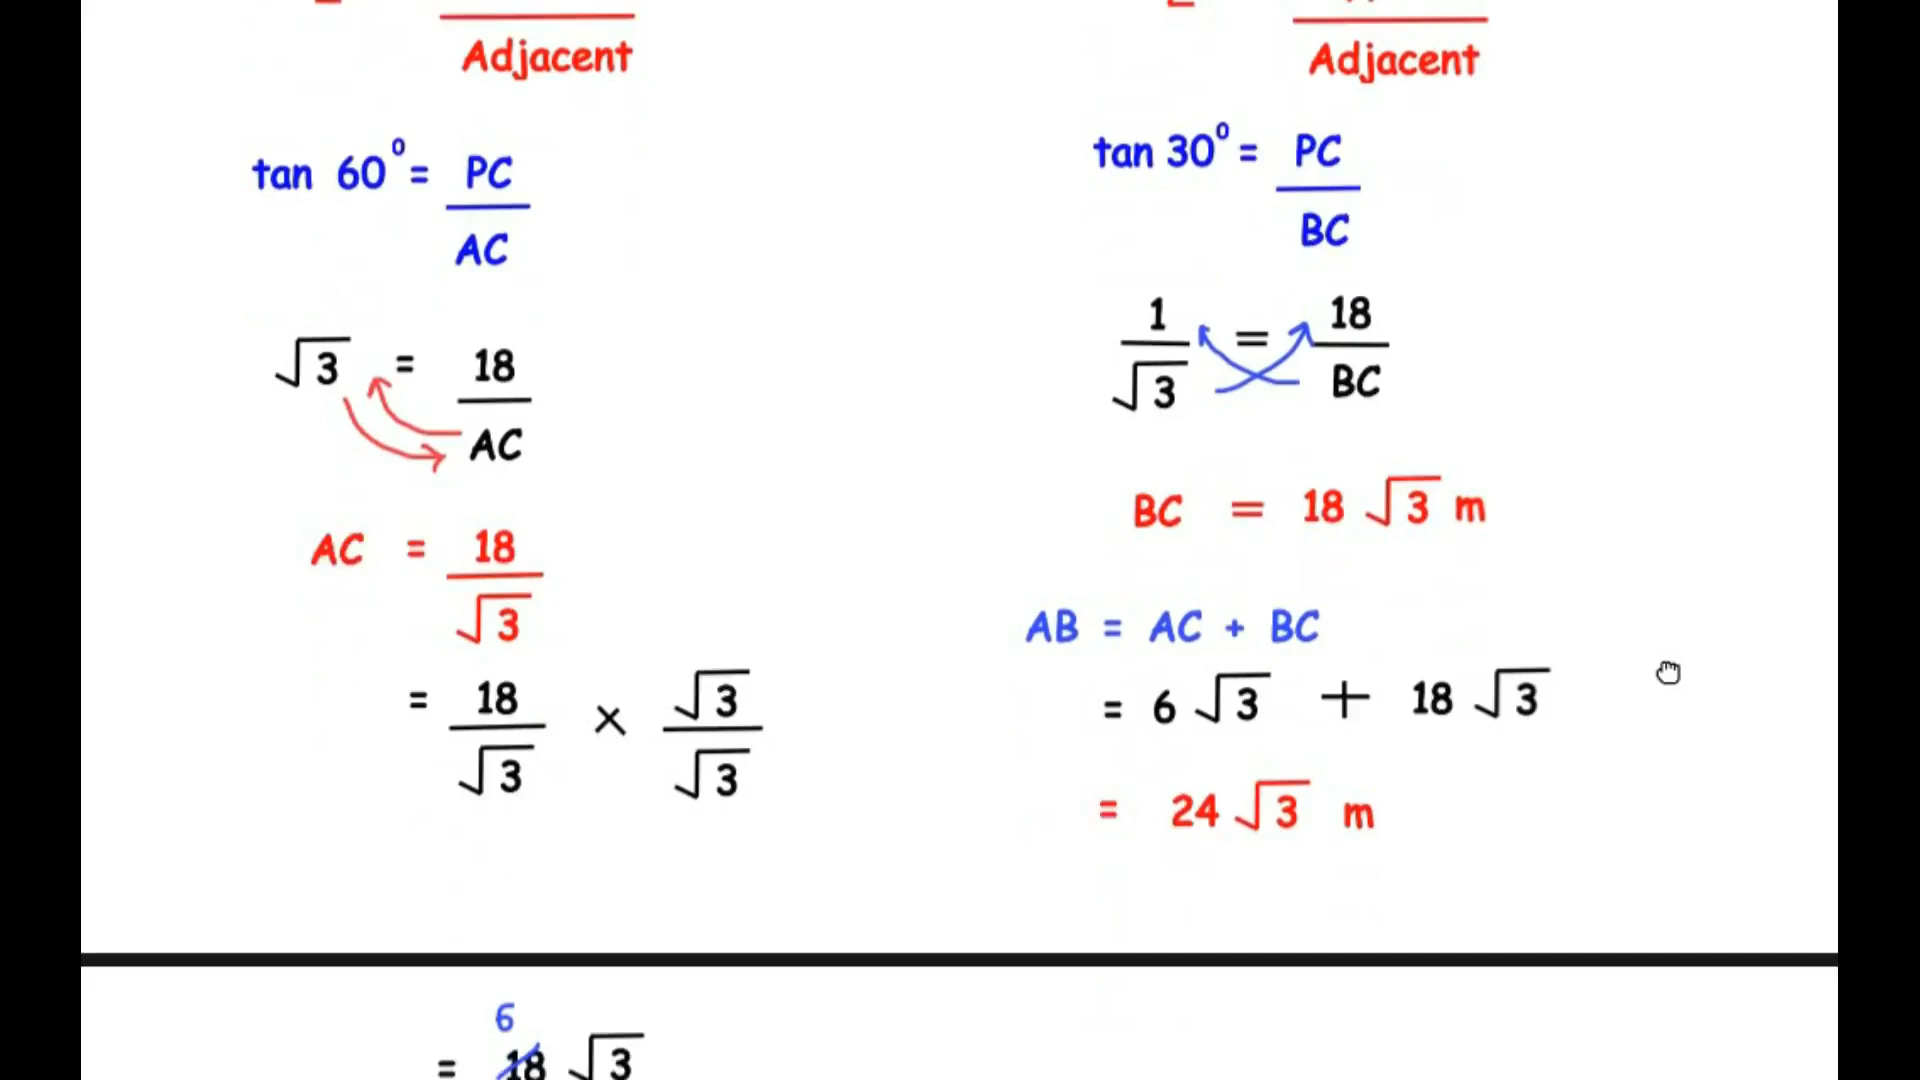 Adjacent
tan 60° = PC
AC
√3 = 18
AC
AC = 18
√3
= 18 × √3
√3 √3
6
= 18 √3
Adjacent
tan 30° = PC
BC
1 = 18
√3 BC
BC = 18 √3 m
AB = AC + BC
= 6 √3 + 18 √3
= 24 √3 m